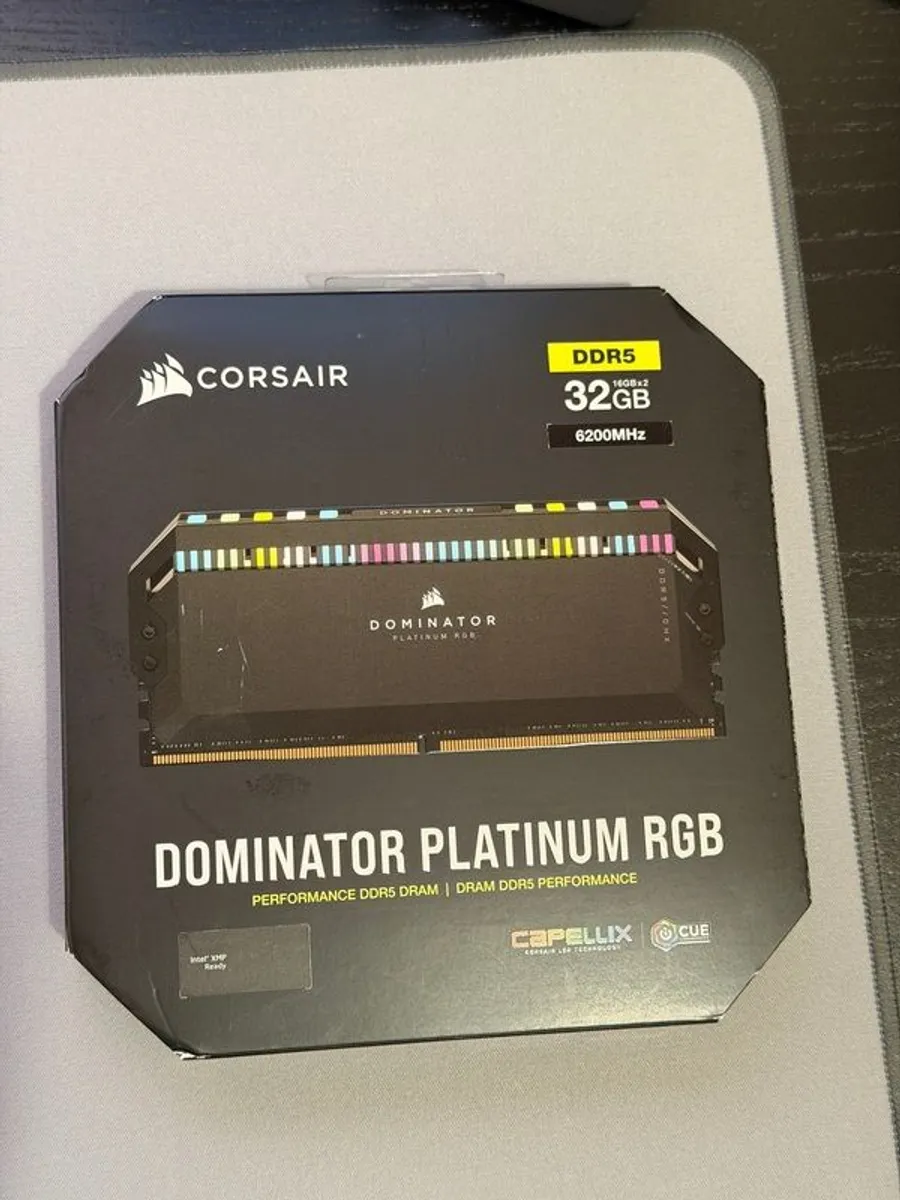 CORSAIR
DDR5
32GB 16GBx2
6200MHz
DOMINATOR
DOMINATOR
PLATINUM RGB
DOMINATOR PLATINUM RGB
PERFORMANCE DDR5 DRAM | DRAM DDR5 PERFORMANCE
CAPELLIX
CORSAIR LED TECHNOLOGY
CUE
Intel® XMP
Ready